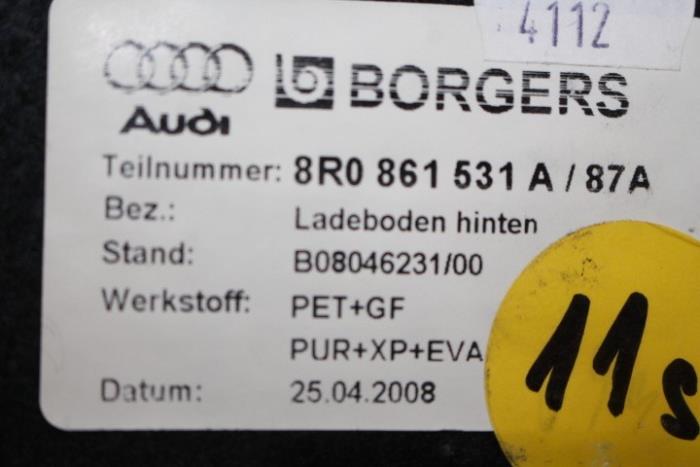 4112
Audi BORGERS
Teilnummer: 8R0 861 531 A / 87A
Bez.: Ladeboden hinten
Stand: B08046231/00
Werkstoff: PET+GF
PUR+XP+EVA
Datum: 25.04.2008
11s